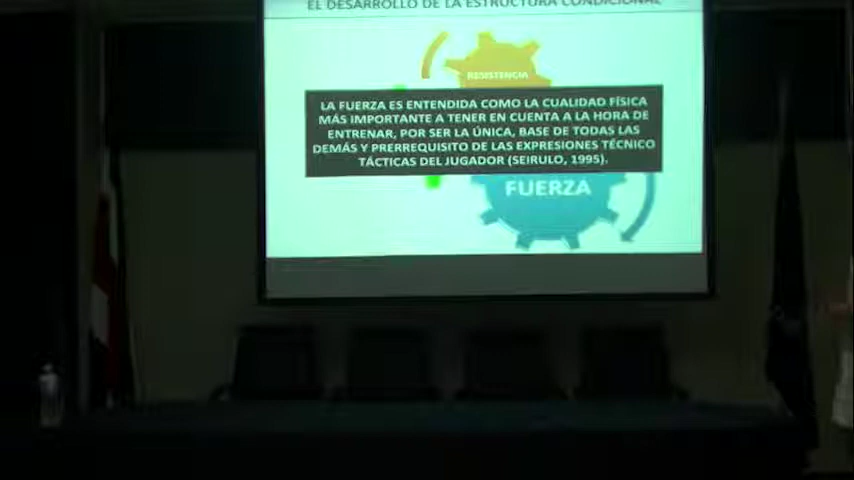 EL DESARROLLO DE LA ESTRUCTURA CONDICIONAL
RESISTENCIA
LA FUERZA ES ENTENDIDA COMO LA CUALIDAD FÍSICA
MÁS IMPORTANTE A TENER EN CUENTA A LA HORA DE
ENTRENAR, POR SER LA ÚNICA, BASE DE TODAS LAS
DEMÁS Y PRERREQUISITO DE LAS EXPRESIONES TÉCNICO
TÁCTICAS DEL JUGADOR (SEIRULO, 1995).
FUERZA